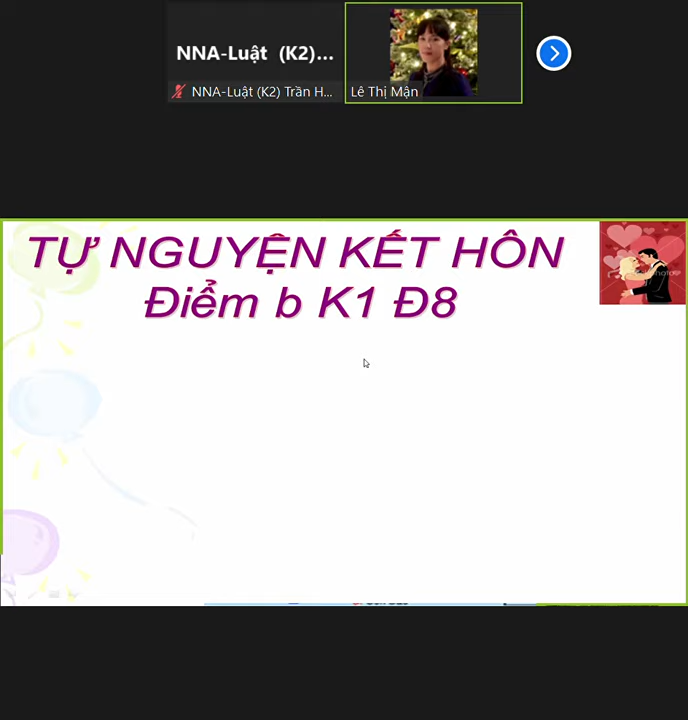 NNA-Luật (K2)...
NNA-Luật (K2) Trần H...
Lê Thị Mận
TỰ NGUYỆN KẾT HÔN
Điểm b K1 Đ8